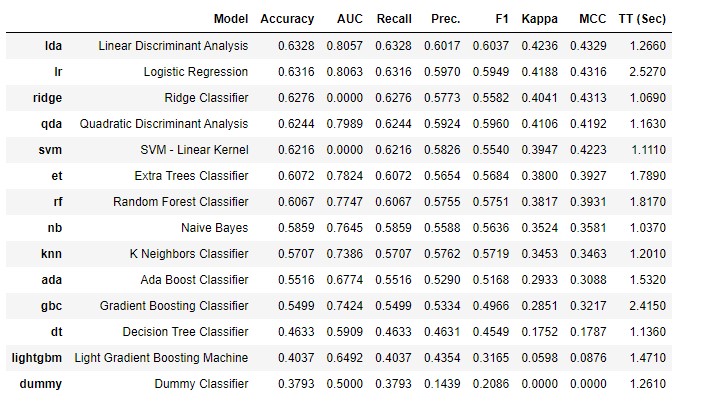 Model Accuracy AUC Recall Prec. F1 Kappa MCC TT (Sec)
lda Linear Discriminant Analysis 0.6328 0.8057 0.6328 0.6017 0.6037 0.4236 0.4329 1.2660
lr Logistic Regression 0.6316 0.8063 0.6316 0.5970 0.5949 0.4188 0.4316 2.5270
ridge Ridge Classifier 0.6276 0.0000 0.6276 0.5773 0.5582 0.4041 0.4313 1.0690
qda Quadratic Discriminant Analysis 0.6244 0.7989 0.6244 0.5924 0.5960 0.4106 0.4192 1.1630
svm SVM - Linear Kernel 0.6216 0.0000 0.6216 0.5826 0.5540 0.3947 0.4223 1.1110
et Extra Trees Classifier 0.6072 0.7824 0.6072 0.5654 0.5684 0.3800 0.3927 1.7890
rf Random Forest Classifier 0.6067 0.7747 0.6067 0.5755 0.5751 0.3817 0.3931 1.8170
nb Naive Bayes 0.5859 0.7645 0.5859 0.5588 0.5636 0.3524 0.3581 1.0370
knn K Neighbors Classifier 0.5707 0.7386 0.5707 0.5762 0.5719 0.3453 0.3463 1.2010
ada Ada Boost Classifier 0.5516 0.6774 0.5516 0.5290 0.5168 0.2933 0.3088 1.5320
gbc Gradient Boosting Classifier 0.5499 0.7424 0.5499 0.5334 0.4966 0.2851 0.3217 2.4150
dt Decision Tree Classifier 0.4633 0.5909 0.4633 0.4631 0.4549 0.1752 0.1787 1.1360
lightgbm Light Gradient Boosting Machine 0.4037 0.6492 0.4037 0.4354 0.3165 0.0598 0.0876 1.4710
dummy Dummy Classifier 0.3793 0.5000 0.3793 0.1439 0.2086 0.0000 0.0000 1.2610